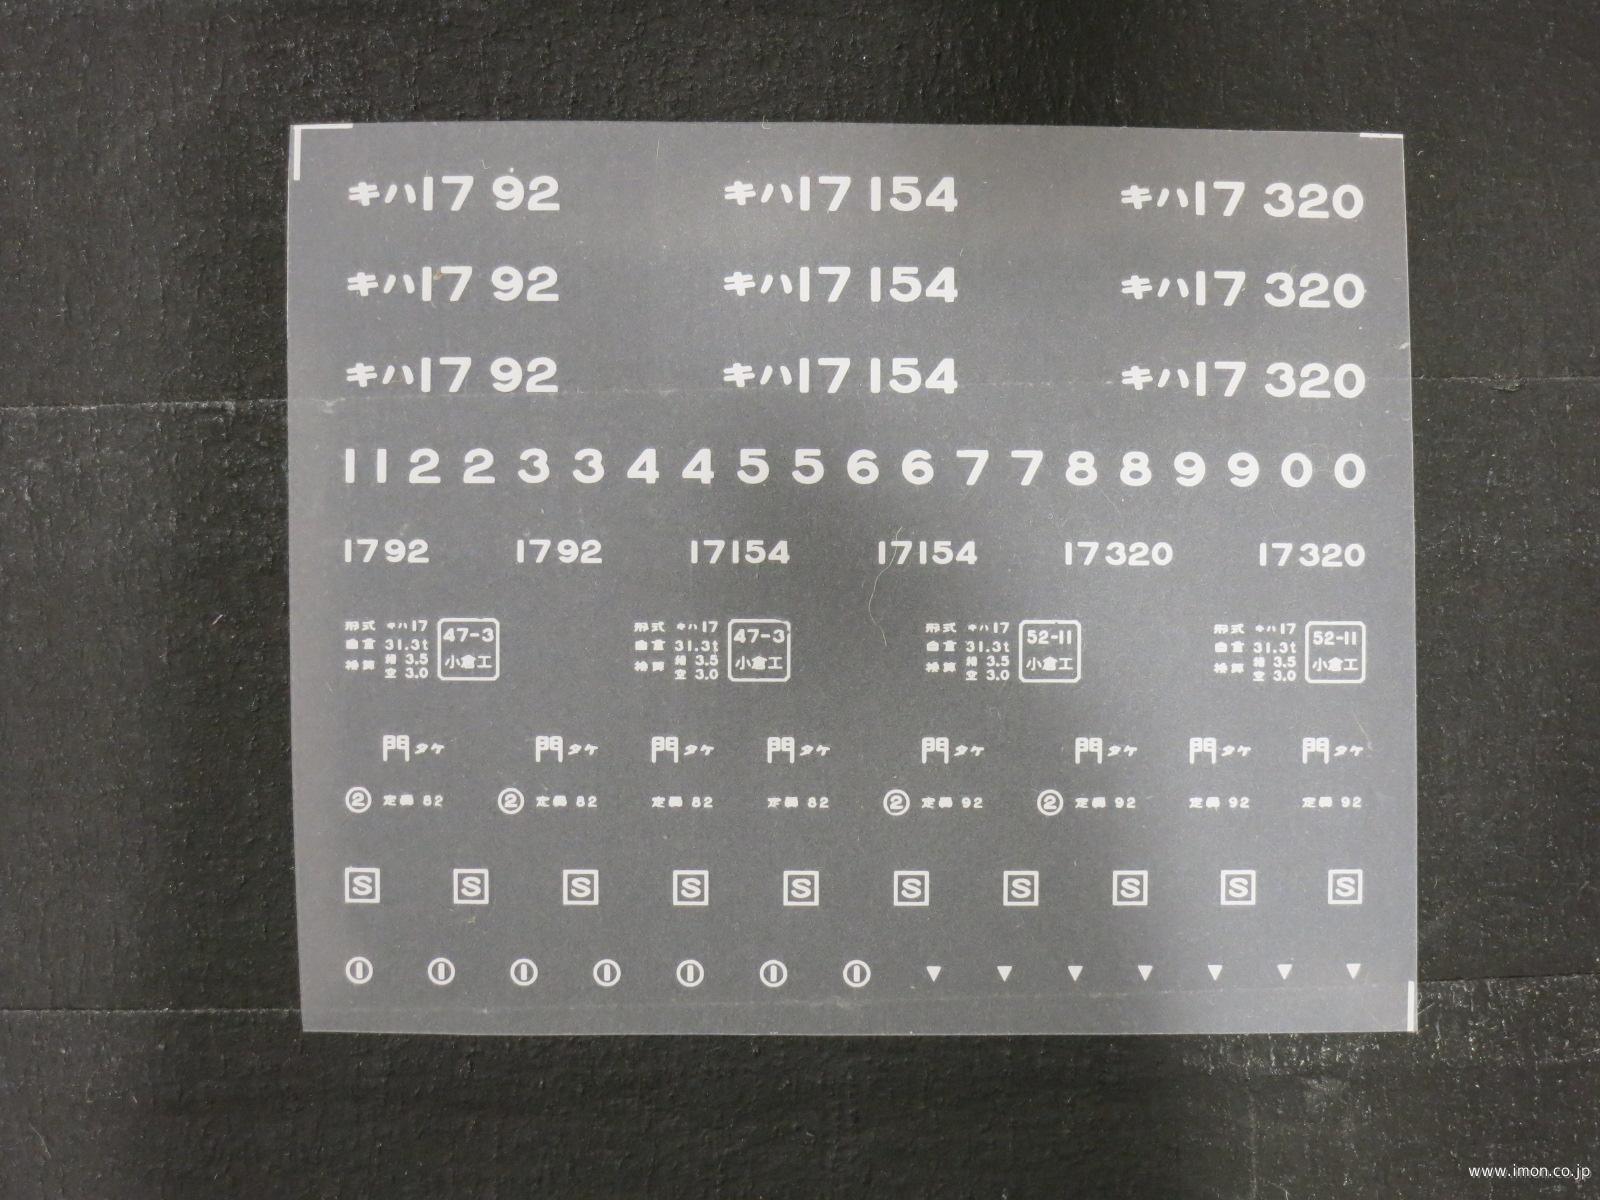 キハ17 92 キハ17 154 キハ17 320
キハ17 92 キハ17 154 キハ17 320
キハ17 92 キハ17 154 キハ17 320
1 1 2 2 3 3 4 4 5 5 6 6 7 7 8 8 9 9 0 0
1792 1792 17154 17154 17320 17320
形式 キハ17 47-3 形式 キハ17 47-3 形式 キハ17 52-11 形式 キハ17 52-11
自重 31.3t 自重 31.3t 自重 31.3t 自重 31.3t
換算 積 3.5 小倉工 換算 積 3.5 小倉工 換算 積 3.5 小倉工 換算 積 3.5 小倉工
空 3.0 空 3.0 空 3.0 空 3.0
門タケ 門タケ 門タケ 門タケ 門タケ 門タケ 門タケ 門タケ
② 定員 82 ② 定員 82 定員 82 定員 82 ② 定員 92 ② 定員 92 定員 92 定員 92
S S S S S S S S S S
① ① ① ① ① ① ① ▼ ▼ ▼ ▼ ▼ ▼ ▼
www.imon.co.jp